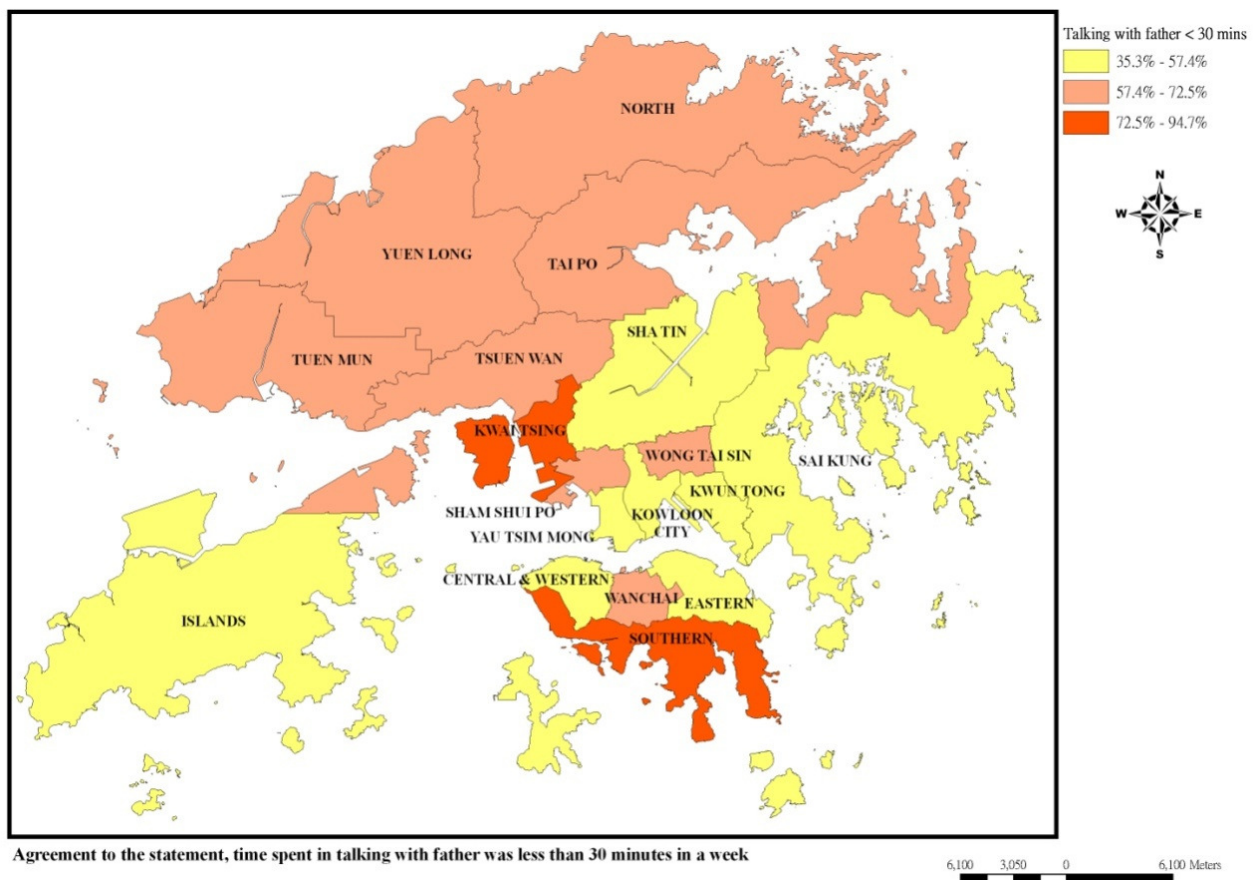 Talking with father < 30 mins
35.3% - 57.4%
57.4% - 72.5%
72.5% - 94.7%
N
W E
S
NORTH
YUEN LONG
TAI PO
SHA TIN
TUEN MUN
TSUEN WAN
KWAI TSING
WONG TAI SIN
SAI KUNG
KWUN TONG
SHAM SHUI PO
KOWLOON
CITY
YAU TSIM MONG
CENTRAL & WESTERN
WANCHAI
EASTERN
ISLANDS
SOUTHERN
Agreement to the statement, time spent in talking with father was less than 30 minutes in a week
6,100 3,050 0 6,100 Meters